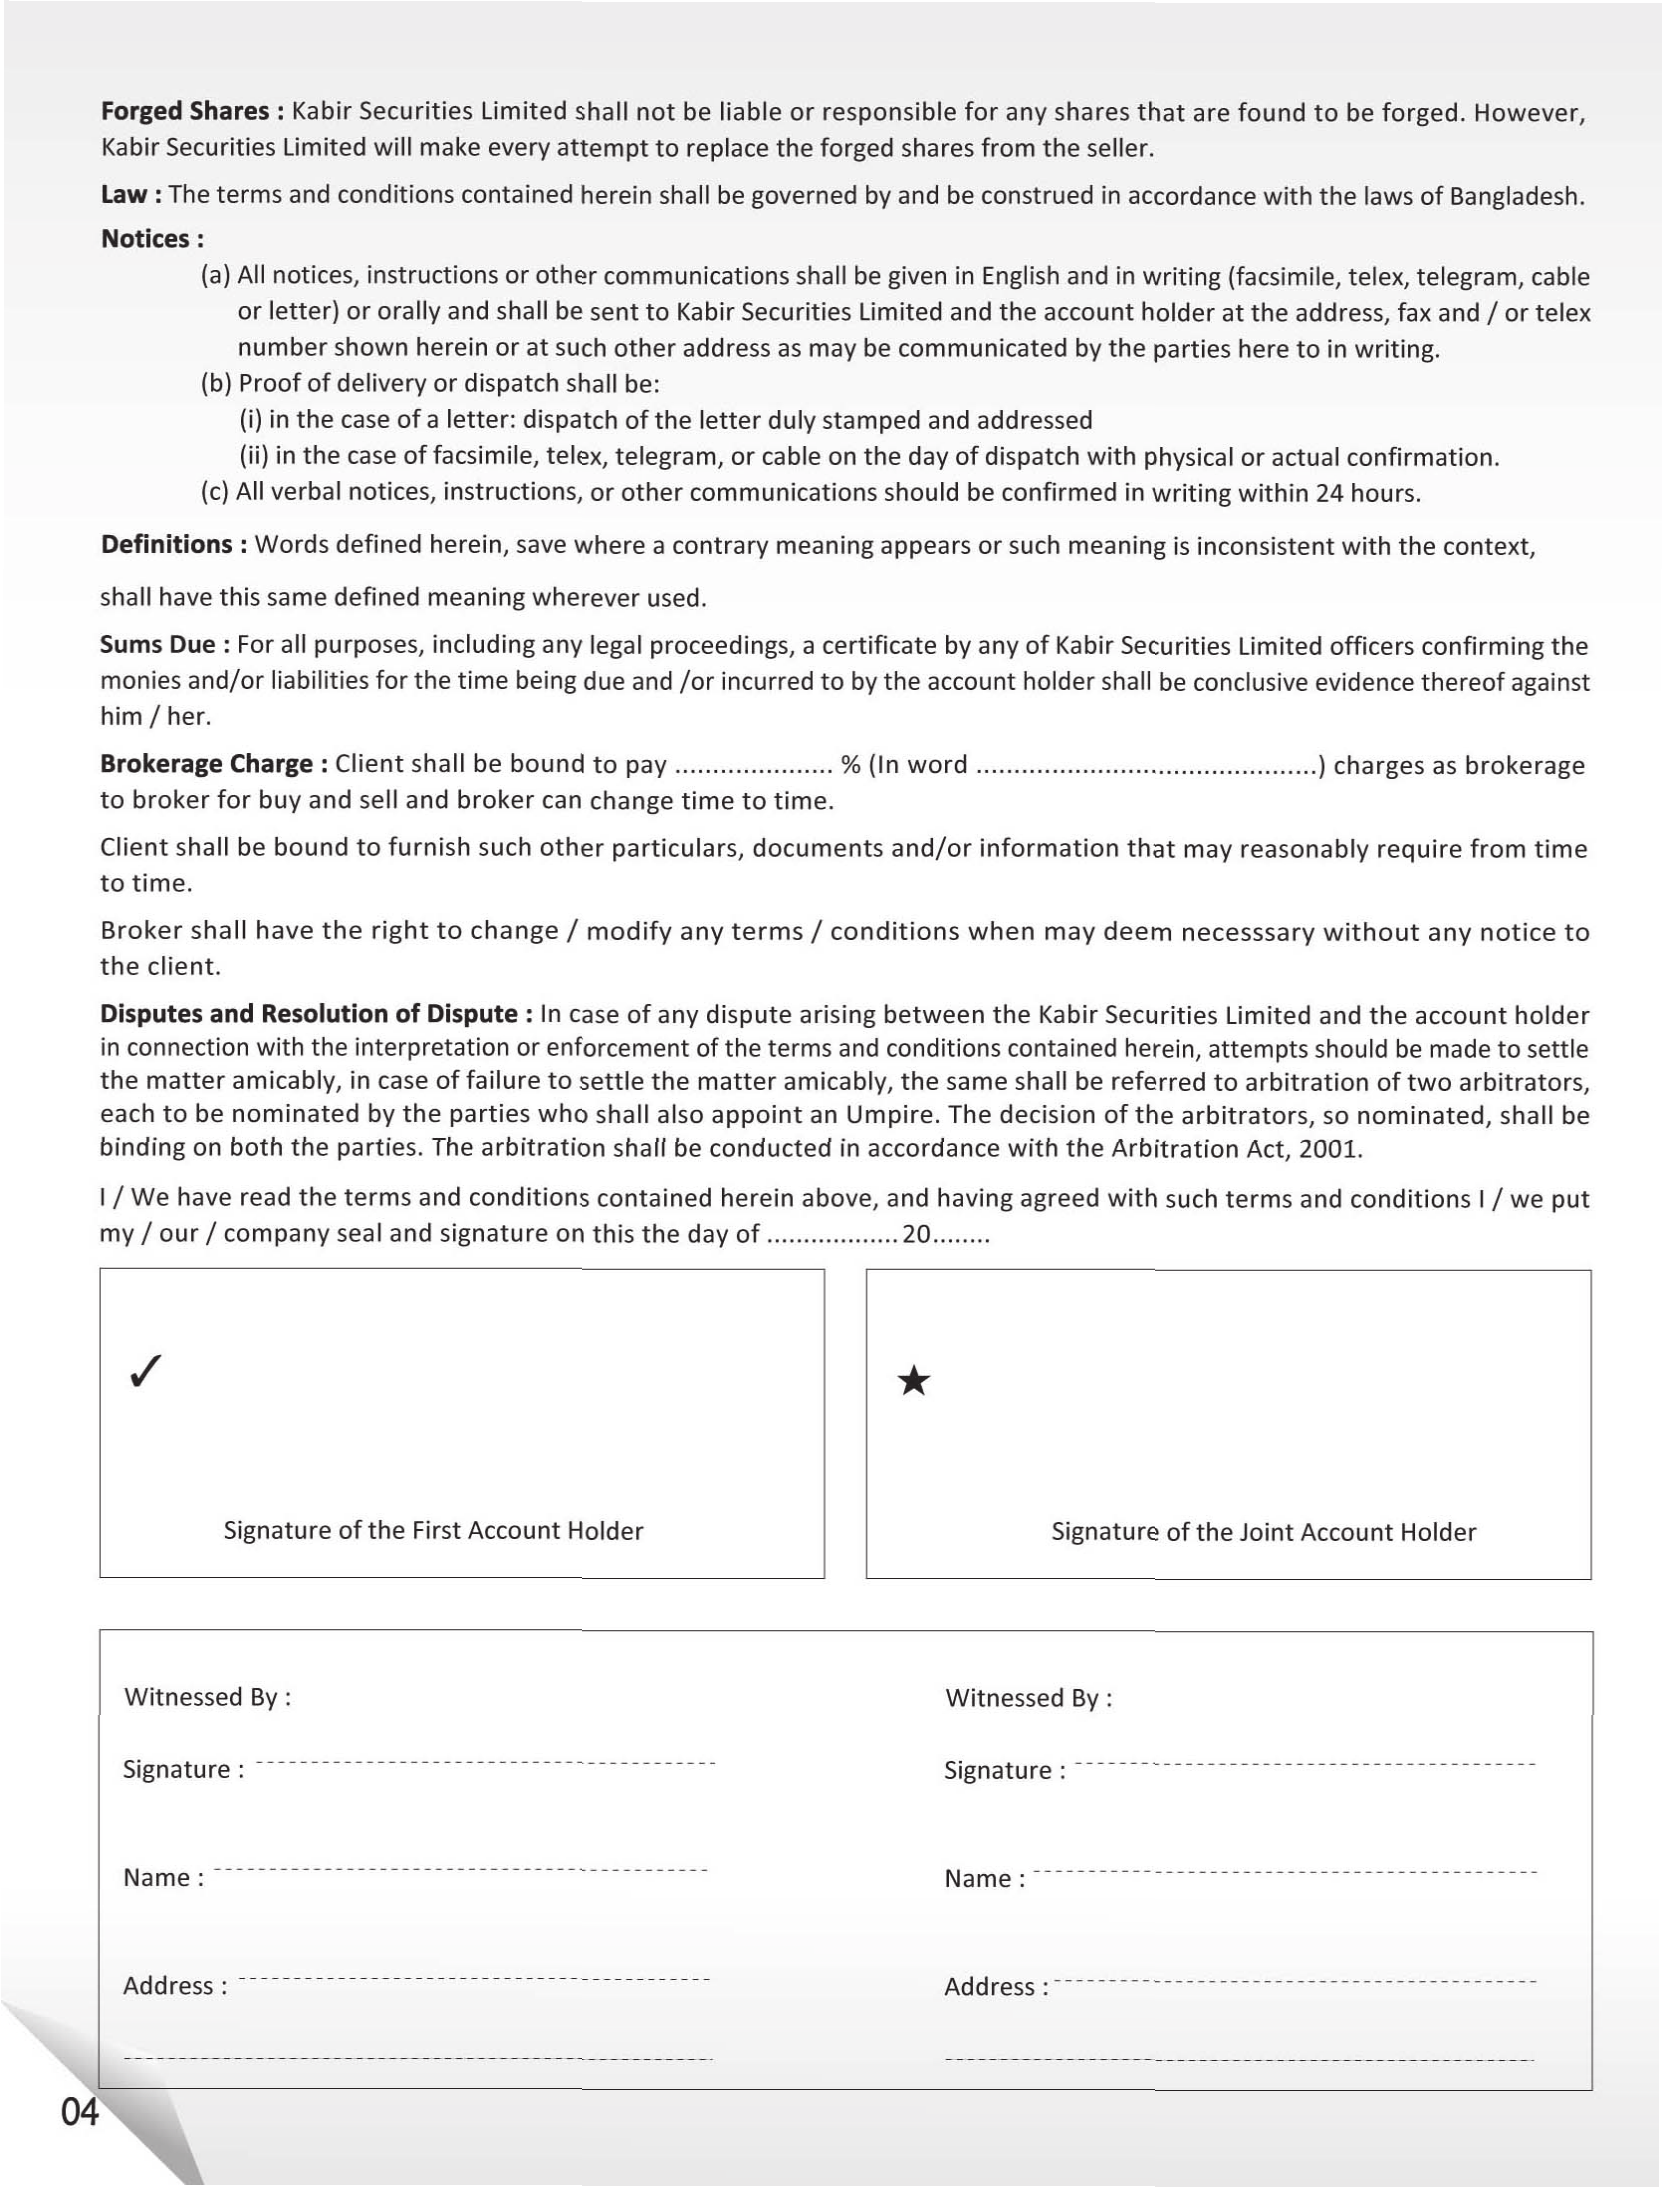 Forged Shares : Kabir Securities Limited shall not be liable or responsible for any shares that are found to be forged. However,
Kabir Securities Limited will make every attempt to replace the forged shares from the seller.
Law : The terms and conditions contained herein shall be governed by and be construed in accordance with the laws of Bangladesh.
Notices :
(a) All notices, instructions or other communications shall be given in English and in writing (facsimile, telex, telegram, cable
or letter) or orally and shall be sent to Kabir Securities Limited and the account holder at the address, fax and / or telex
number shown herein or at such other address as may be communicated by the parties here to in writing.
(b) Proof of delivery or dispatch shall be:
(i) in the case of a letter: dispatch of the letter duly stamped and addressed
(ii) in the case of facsimile, telex, telegram, or cable on the day of dispatch with physical or actual confirmation.
(c) All verbal notices, instructions, or other communications should be confirmed in writing within 24 hours.
Definitions : Words defined herein, save where a contrary meaning appears or such meaning is inconsistent with the context,
shall have this same defined meaning wherever used.
Sums Due : For all purposes, including any legal proceedings, a certificate by any of Kabir Securities Limited officers confirming the
monies and/or liabilities for the time being due and /or incurred to by the account holder shall be conclusive evidence thereof against
him / her.
Brokerage Charge : Client shall be bound to pay ..................... % (In word .............................................) charges as brokerage
to broker for buy and sell and broker can change time to time.
Client shall be bound to furnish such other particulars, documents and/or information that may reasonably require from time
to time.
Broker shall have the right to change / modify any terms / conditions when may deem necesssary without any notice to
the client.
Disputes and Resolution of Dispute : In case of any dispute arising between the Kabir Securities Limited and the account holder
in connection with the interpretation or enforcement of the terms and conditions contained herein, attempts should be made to settle
the matter amicably, in case of failure to settle the matter amicably, the same shall be referred to arbitration of two arbitrators,
each to be nominated by the parties who shall also appoint an Umpire. The decision of the arbitrators, so nominated, shall be
binding on both the parties. The arbitration shall be conducted in accordance with the Arbitration Act, 2001.
I / We have read the terms and conditions contained herein above, and having agreed with such terms and conditions I / we put
my / our / company seal and signature on this the day of .................. 20........
✓
Signature of the First Account Holder
★
Signature of the Joint Account Holder
Witnessed By :
Signature :
Name :
Address :
Witnessed By :
Signature :
Name :
Address :
04